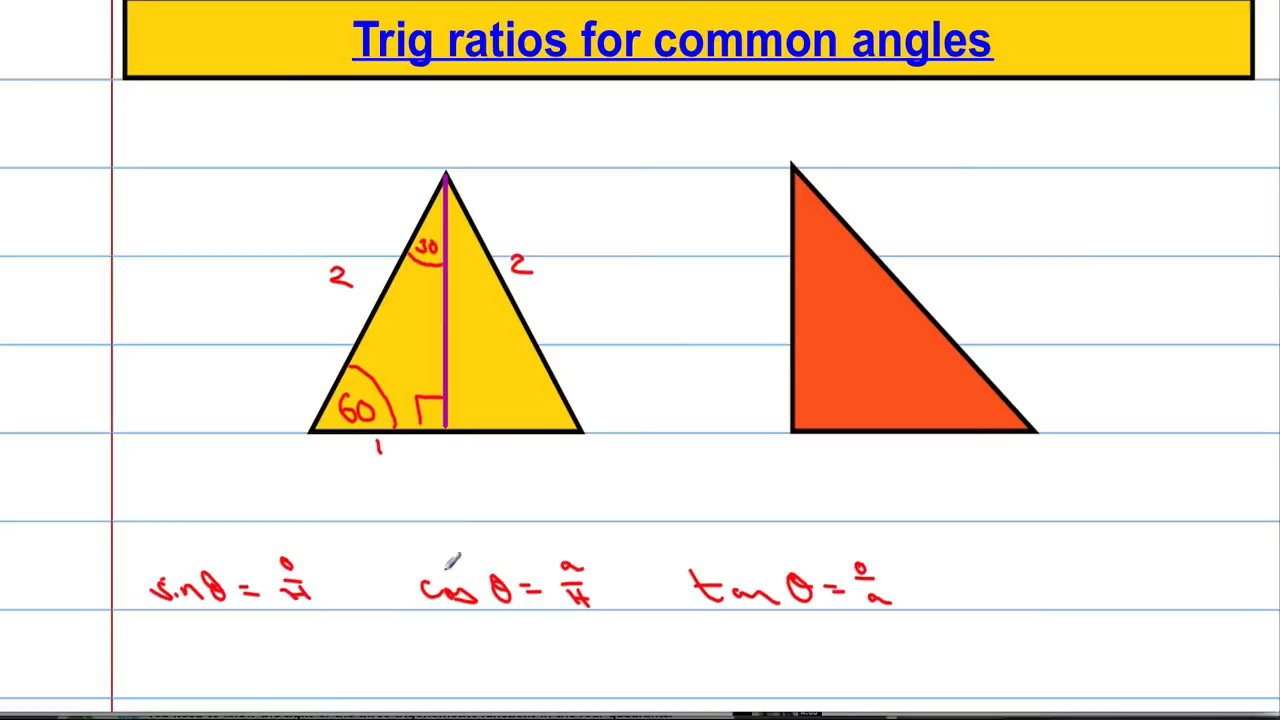 Trig ratios for common angles
30
2
2
60
1
sinθ = o/H
cosθ = a/H
tanθ = o/a